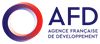 AFD
AGENCE FRANÇAISE
DE DÉVELOPPEMENT